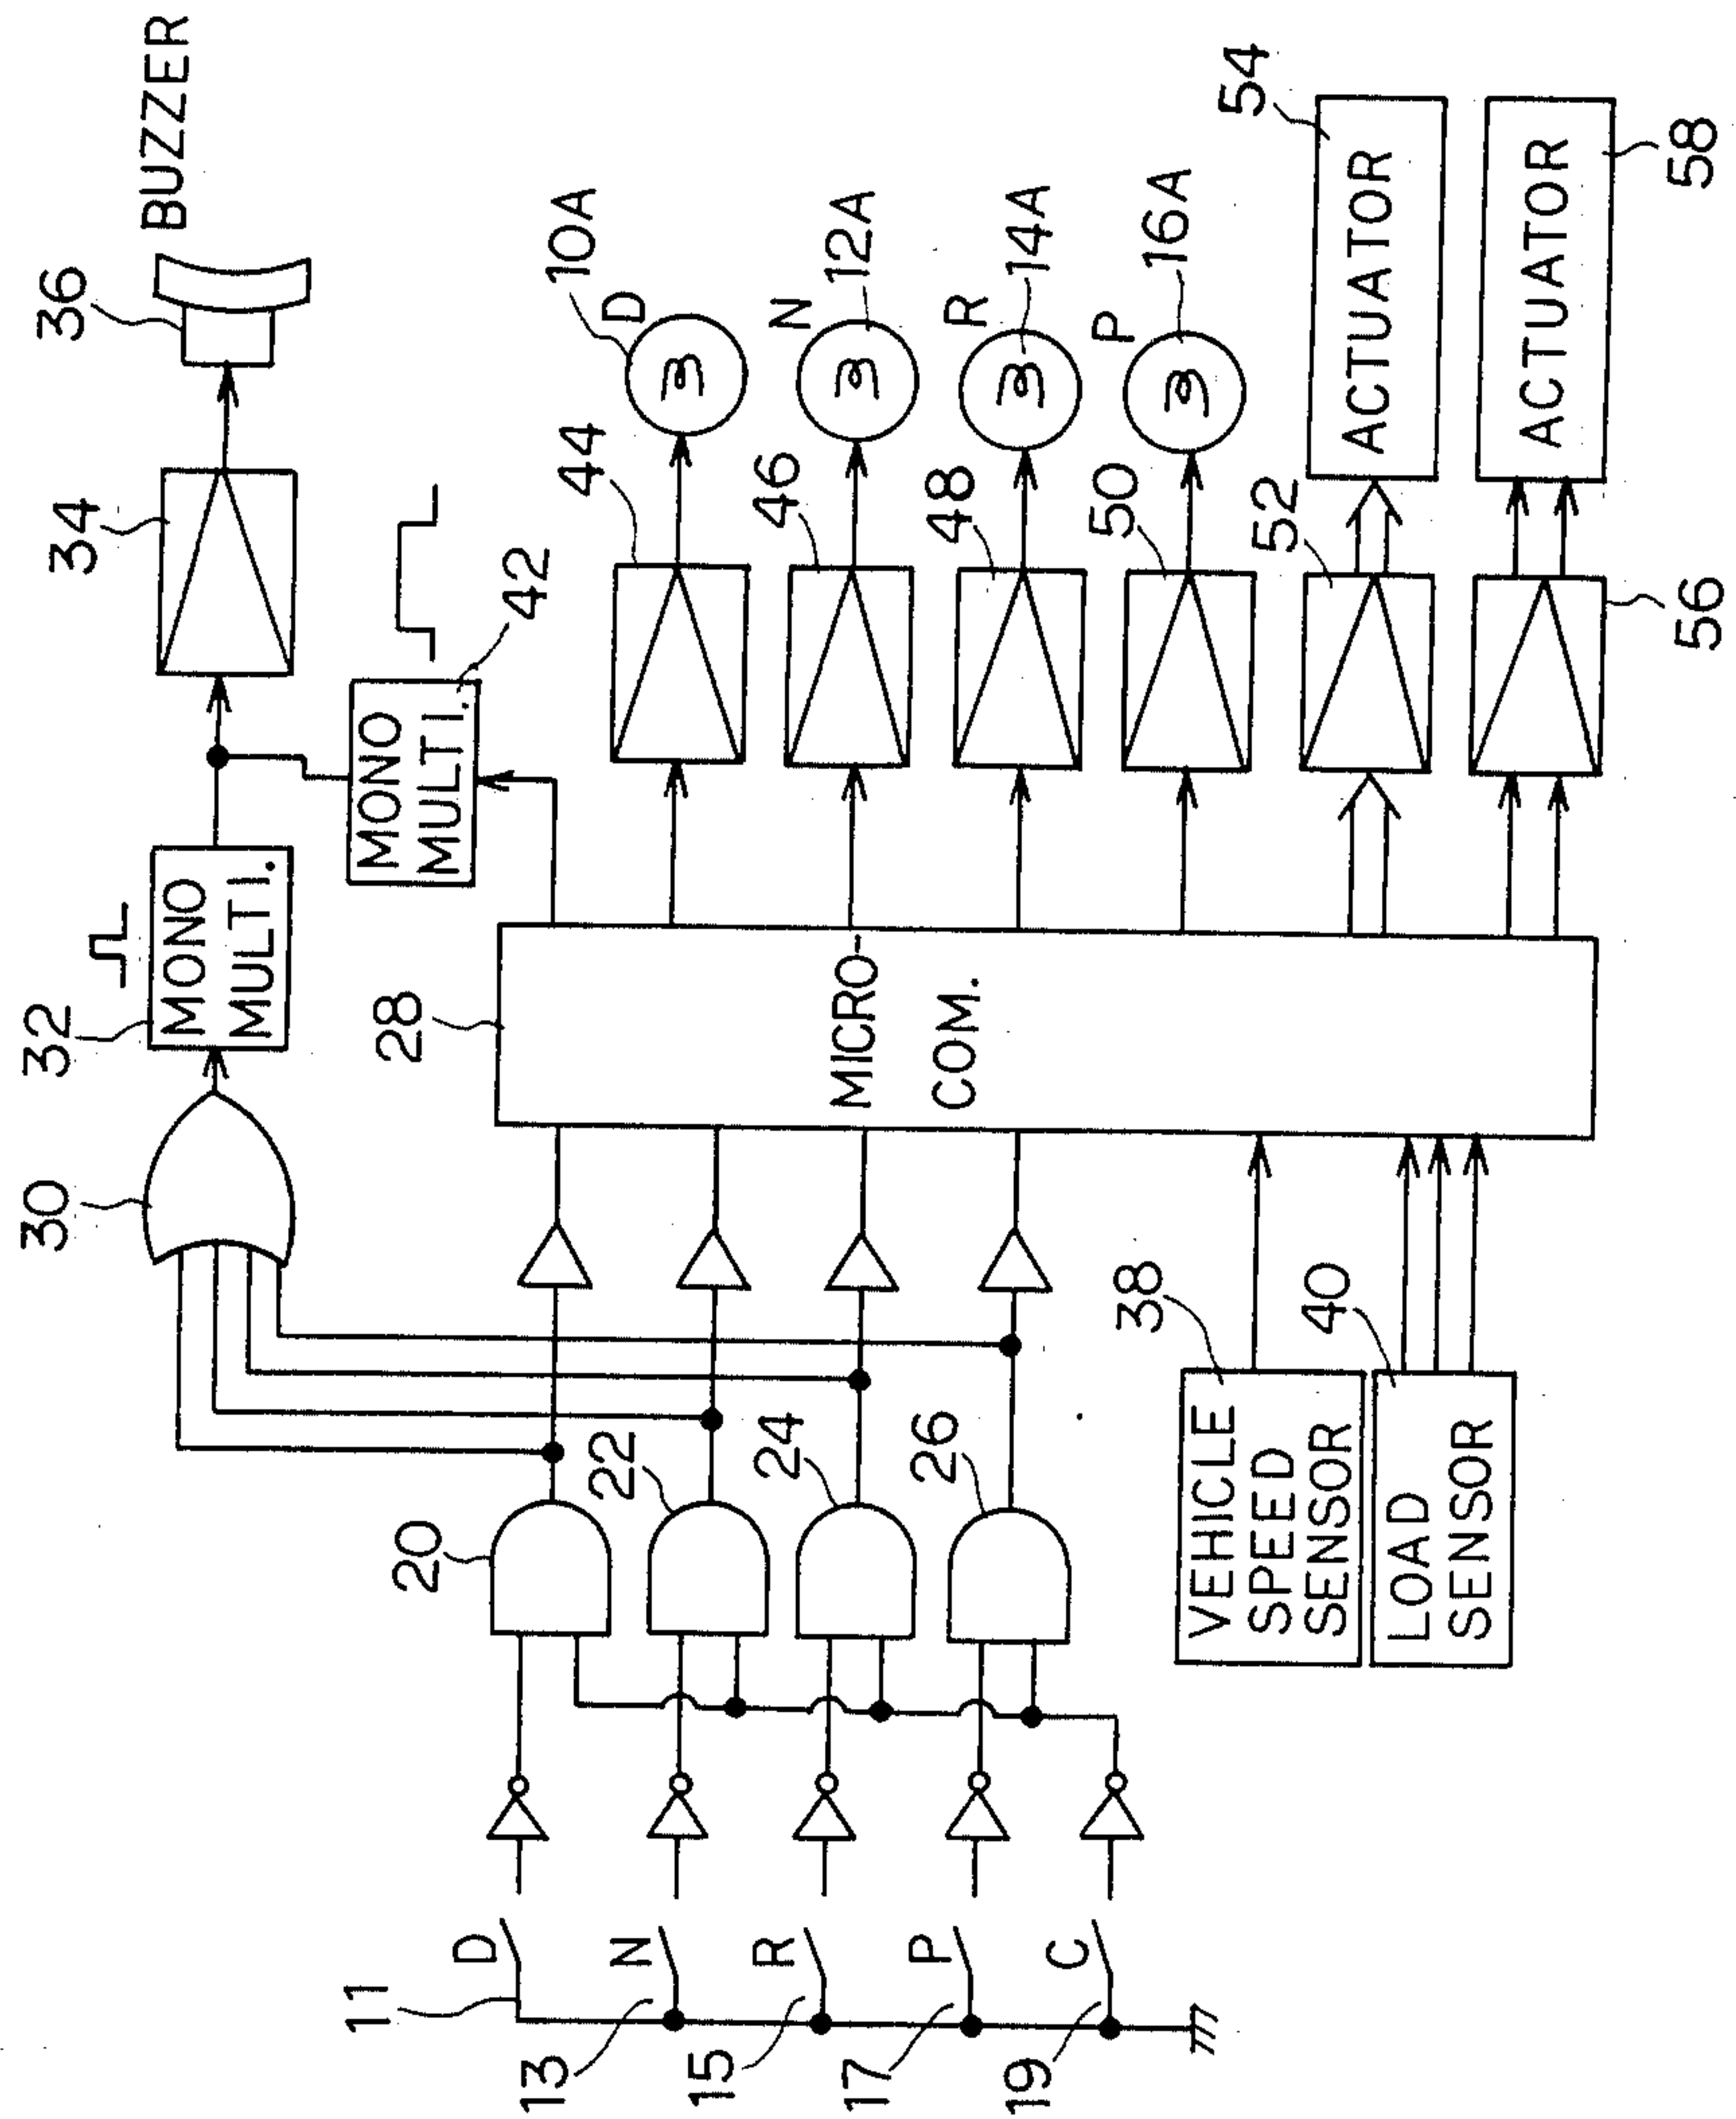 BUZZER
36
34
32
MONO
MULTI.
30
42
MONO
MULTI.
28
MICRO-
COM.
10A
D
12A
N
14A
R
16A
P
44
46
48
50
52
54
ACTUATOR
56
58
ACTUATOR
20
22
24
26
38
VEHICLE
SPEED
SENSOR
40
LOAD
SENSOR
11
D
13
N
15
R
17
P
19
C